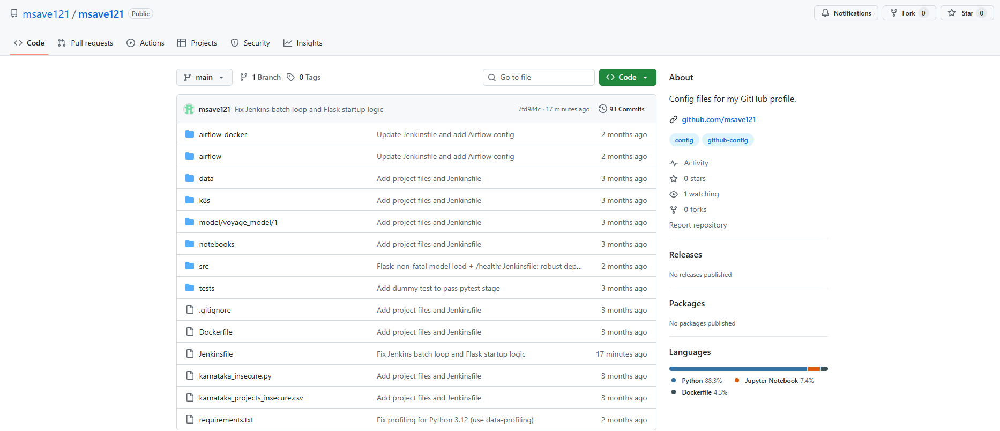 msave121 / msave121 Public
Notifications Fork 0 Star 0
Code Pull requests Actions Projects Security Insights
main 1 Branch 0 Tags Go to file Code
msave121 Fix Jenkins batch loop and Flask startup logic 7fd984c · 17 minutes ago 93 Commits
airflow-docker Update Jenkinsfile and add Airflow config 2 months ago
airflow Update Jenkinsfile and add Airflow config 2 months ago
data Add project files and Jenkinsfile 3 months ago
k8s Add project files and Jenkinsfile 3 months ago
model/voyage_model/1 Add project files and Jenkinsfile 3 months ago
notebooks Add project files and Jenkinsfile 3 months ago
src Flask: non-fatal model load + /health; Jenkinsfile: robust dep... 2 months ago
tests Add dummy test to pass pytest stage 3 months ago
.gitignore Add project files and Jenkinsfile 3 months ago
Dockerfile Add project files and Jenkinsfile 3 months ago
Jenkinsfile Fix Jenkins batch loop and Flask startup logic 17 minutes ago
karnataka_insecure.py Add project files and Jenkinsfile 3 months ago
karnataka_projects_insecure.csv Add project files and Jenkinsfile 3 months ago
requirements.txt Fix profiling for Python 3.12 (use data-profiling) 2 months ago
About
Config files for my GitHub profile.
github.com/msave121
config github-config
Activity
0 stars
1 watching
0 forks
Report repository
Releases
No releases published
Packages
No packages published
Languages
Python 88.3% Jupyter Notebook 7.4%
Dockerfile 4.3%